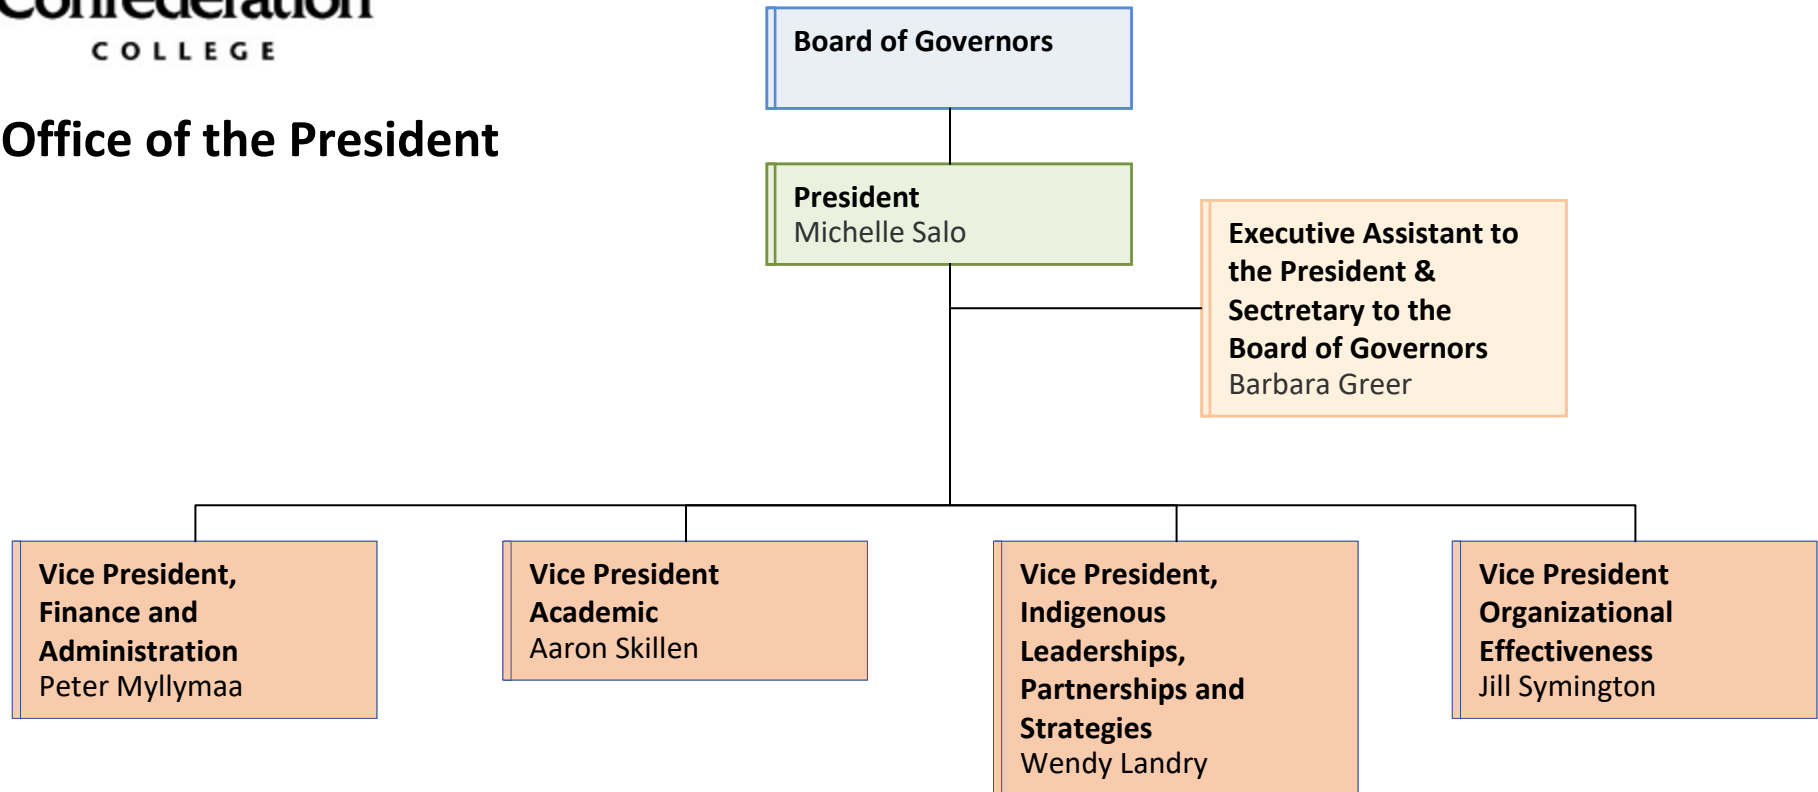 Confederation
COLLEGE
Office of the President
Board of Governors
President
Michelle Salo
Executive Assistant to
the President &
Sectretary to the
Board of Governors
Barbara Greer
Vice President,
Finance and
Administration
Peter Myllymaa
Vice President
Academic
Aaron Skillen
Vice President,
Indigenous
Leaderships,
Partnerships and
Strategies
Wendy Landry
Vice President
Organizational
Effectiveness
Jill Symington